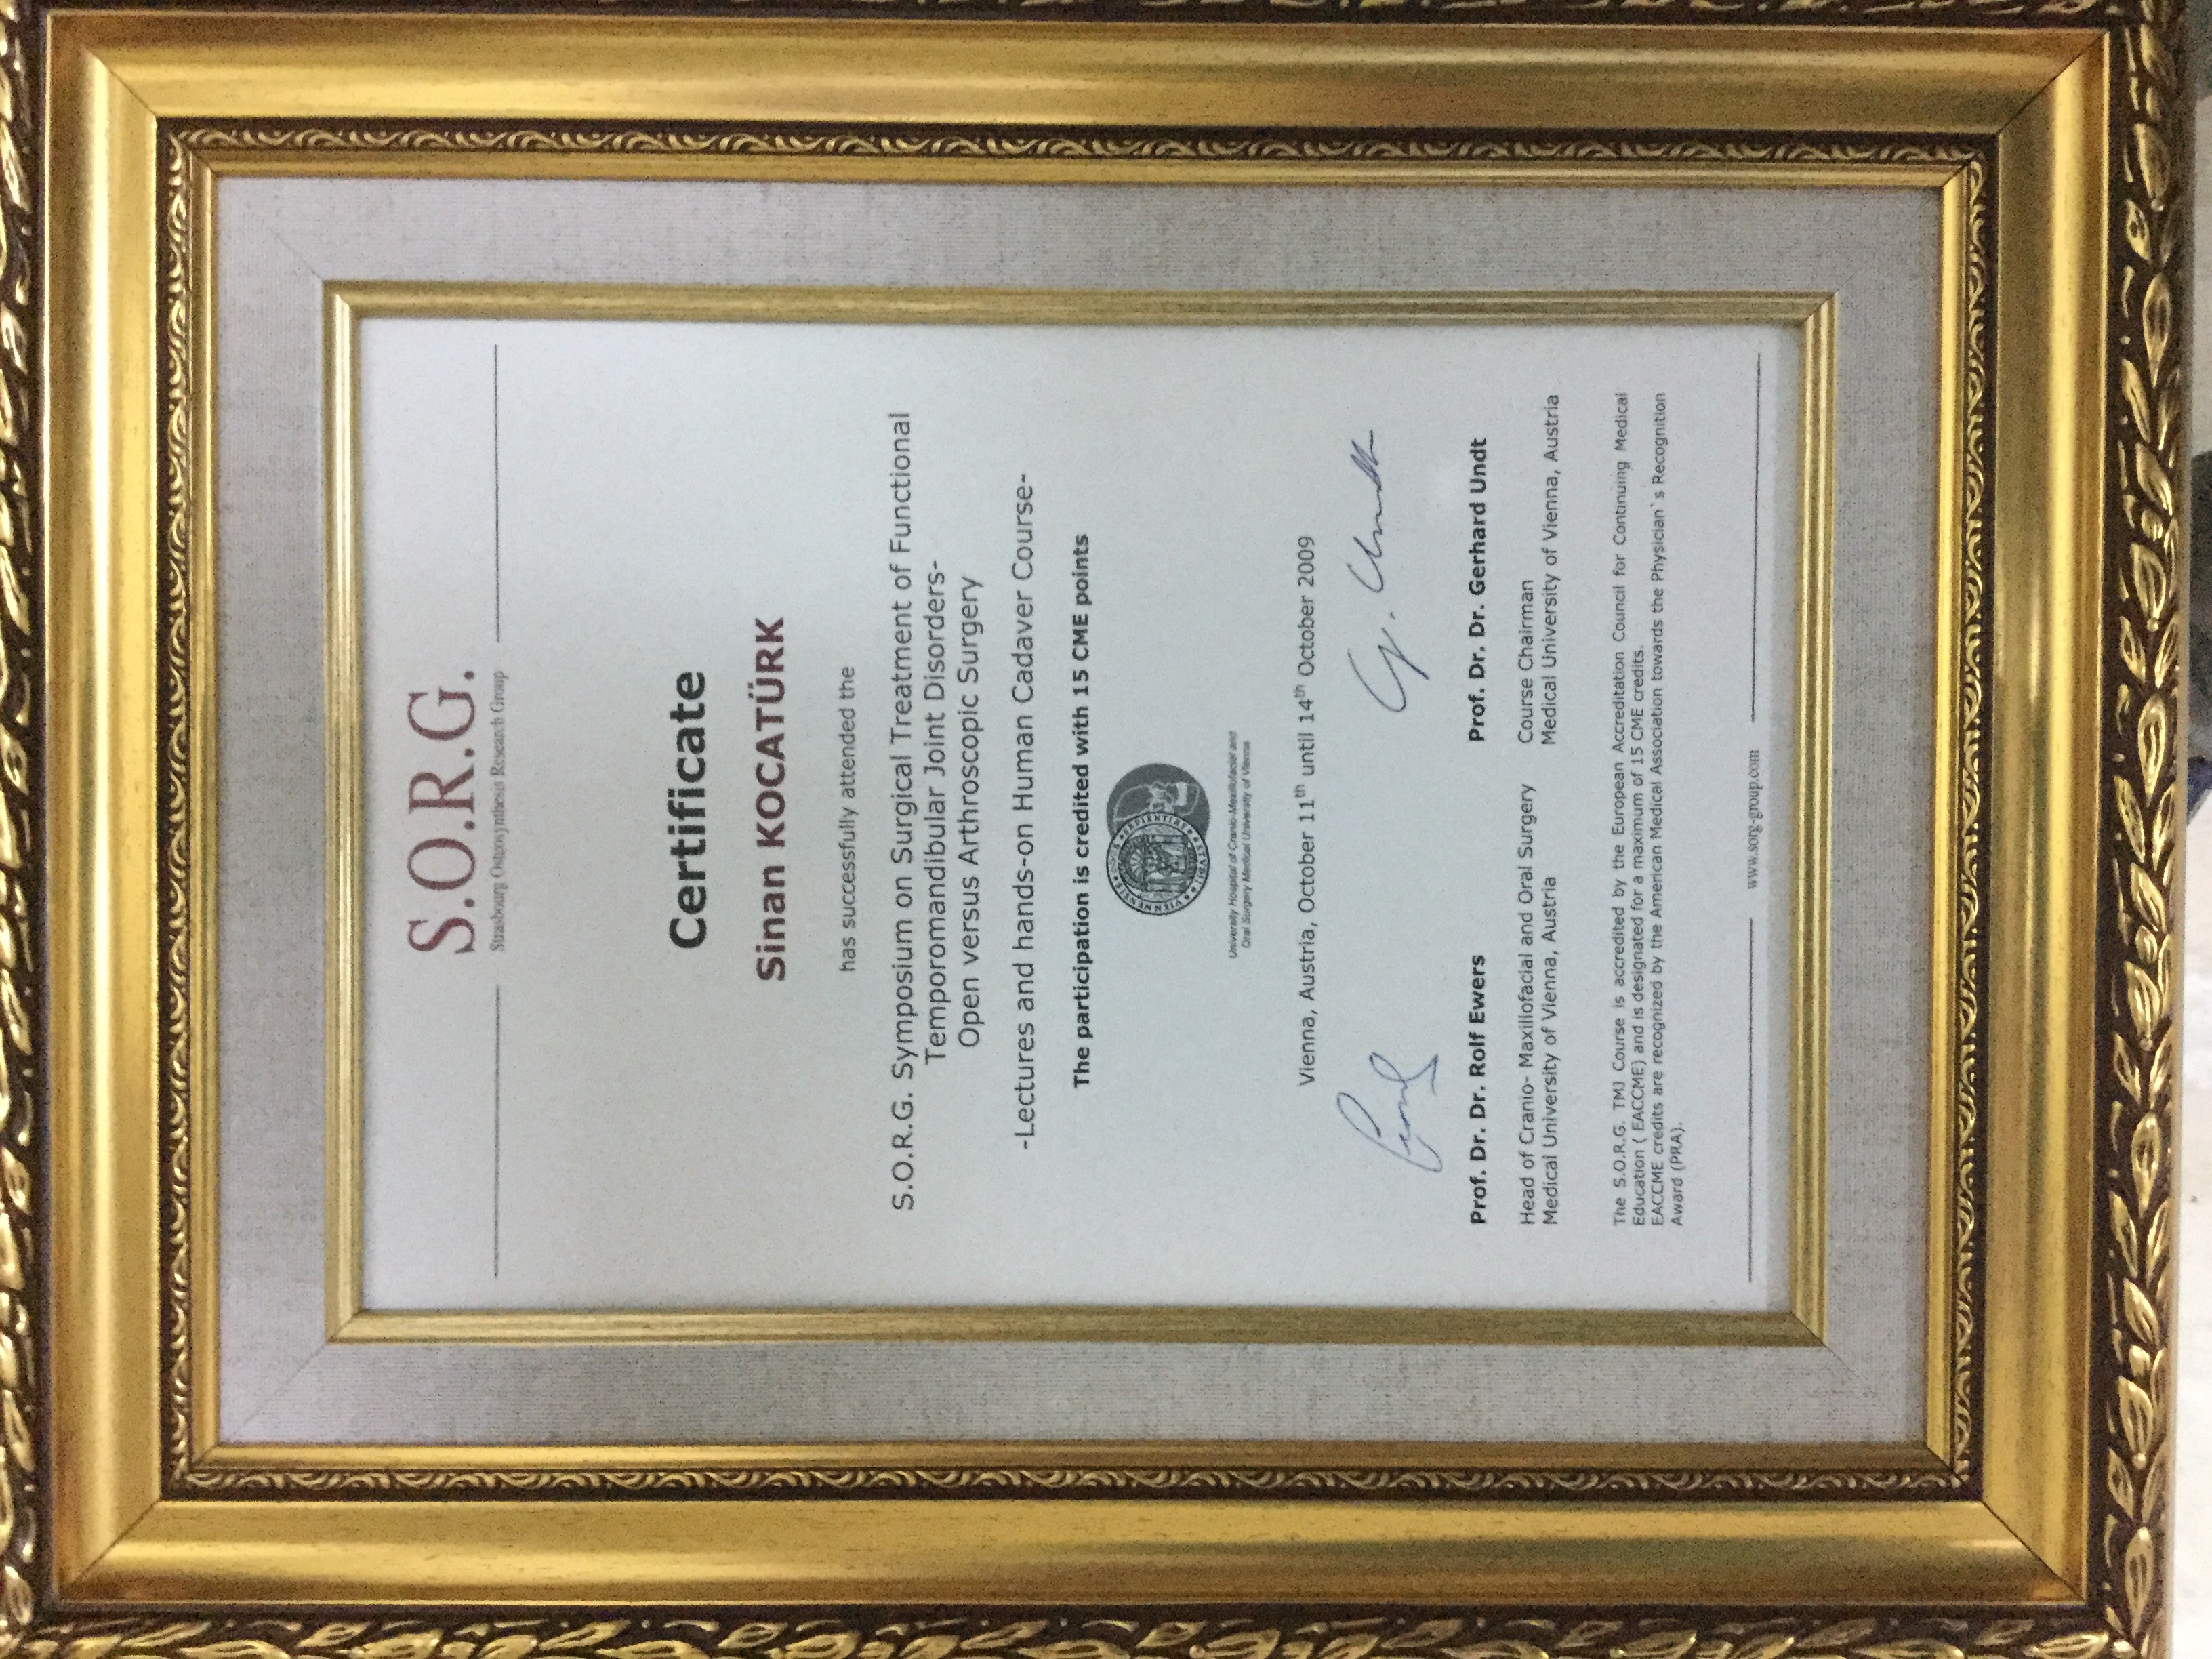 S.O.R.G.
Strasbourg Osteosynthesis Research Group
Certificate
Sinan KOCATÜRK
has successfully attended the
S.O.R.G. Symposium on Surgical Treatment of Functional
Temporomandibular Joint Disorders-
Open versus Arthroscopic Surgery
-Lectures and hands-on Human Cadaver Course-
The participation is credited with 15 CME points
University Hospital of Cranio-Maxillofacial and
Oral Surgery Medical University of Vienna
Vienna, Austria, October 11th until 14th October 2009
Prof. Dr. Dr. Rolf Ewers
Head of Cranio- Maxillofacial and Oral Surgery
Medical University of Vienna, Austria
Prof. Dr. Dr. Gerhard Undt
Course Chairman
Medical University of Vienna, Austria
The S.O.R.G. TMJ Course is accredited by the European Accreditation Council for Continuing Medical
Education ( EACCME) and is designated for a maximum of 15 CME credits.
EACCME credits are recognized by the American Medical Association towards the Physician`s Recognition
Award (PRA).
www.sorg-group.com